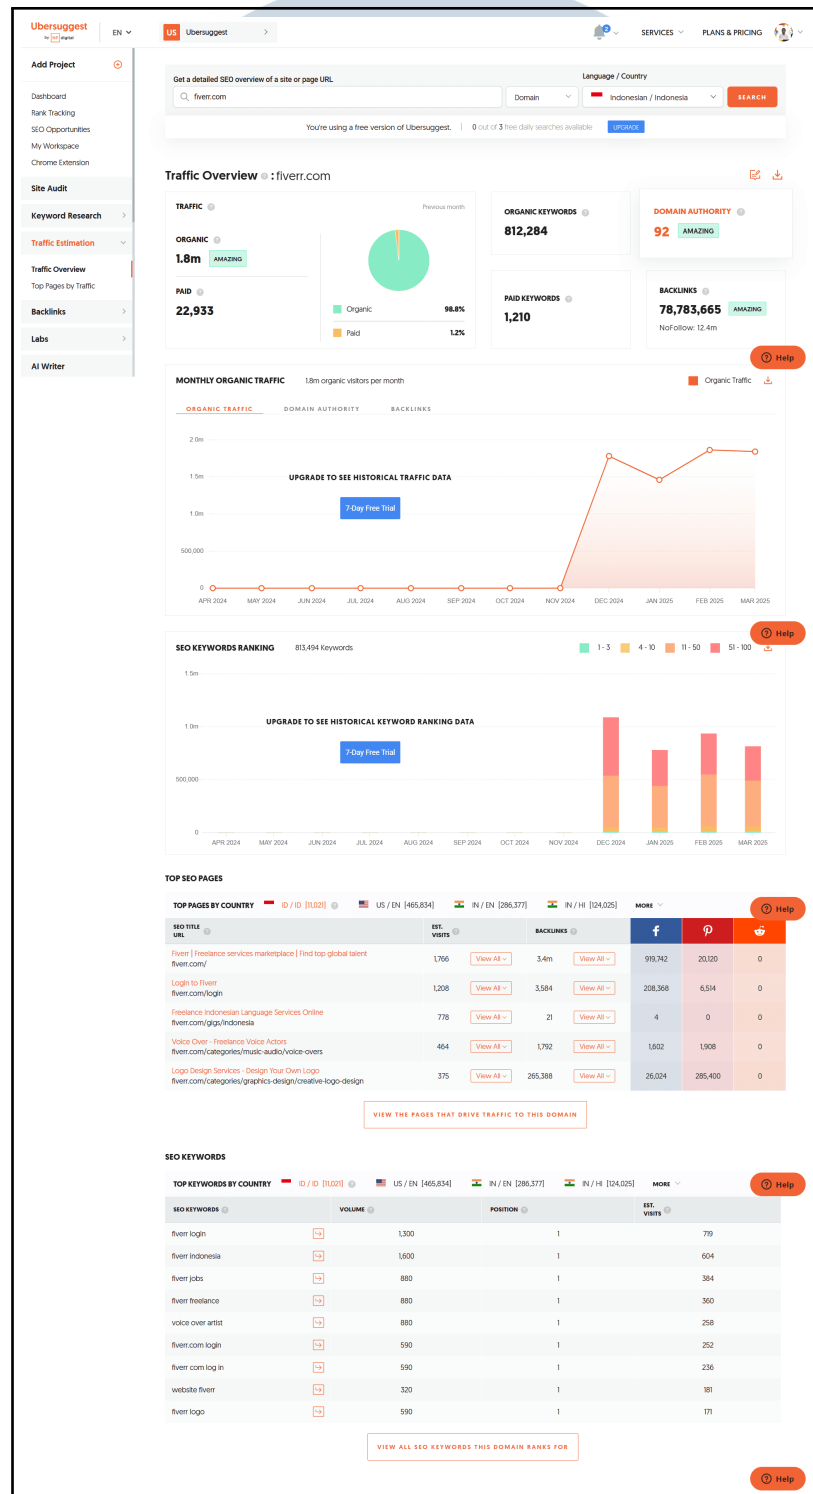 Ubersuggest
by NP digital
EN
US Ubersuggest
2
SERVICES
PLANS & PRICING
Add Project
Dashboard
Rank Tracking
SEO Opportunities
My Workspace
Chrome Extension
Site Audit
Keyword Research
Traffic Estimation
Traffic Overview
Top Pages by Traffic
Backlinks
Labs
AI Writer
Get a detailed SEO overview of a site or page URL
Language / Country
fiverr.com
Domain
Indonesian / Indonesia
SEARCH
You're using a free version of Ubersuggest. 0 out of 3 free daily searches available UPGRADE
Traffic Overview : fiverr.com
TRAFFIC
Previous month
ORGANIC
1.8m AMAZING
PAID
22,933
Organic 98.8%
Paid 1.2%
ORGANIC KEYWORDS
812,284
DOMAIN AUTHORITY
92 AMAZING
PAID KEYWORDS
1,210
BACKLINKS
78,783,665 AMAZING
NoFollow: 12.4m
Help
MONTHLY ORGANIC TRAFFIC 1.8m organic visitors per month Organic Traffic
ORGANIC TRAFFIC DOMAIN AUTHORITY BACKLINKS
2.0m
1.5m
1.0m
500,000
0
UPGRADE TO SEE HISTORICAL TRAFFIC DATA
7-Day Free Trial
APR 2024 MAY 2024 JUN 2024 JUL 2024 AUG 2024 SEP 2024 OCT 2024 NOV 2024 DEC 2024 JAN 2025 FEB 2025 MAR 2025
Help
SEO KEYWORDS RANKING 813,494 Keywords 1 - 3 4 - 10 11 - 50 51 - 100
1.5m
1.0m
500,000
0
UPGRADE TO SEE HISTORICAL KEYWORD RANKING DATA
7-Day Free Trial
APR 2024 MAY 2024 JUN 2024 JUL 2024 AUG 2024 SEP 2024 OCT 2024 NOV 2024 DEC 2024 JAN 2025 FEB 2025 MAR 2025
TOP SEO PAGES
TOP PAGES BY COUNTRY ID / ID [11,021] US / EN [465,834] IN / EN [286,377] IN / HI [124,025] MORE
Help
SEO TITLE
URL
EST.
VISITS
BACKLINKS
Fiverr | Freelance services marketplace | Find top global talent
fiverr.com/
1,766 View All 3.4m View All 919,742 20,120 0
Login to Fiverr
fiverr.com/login
1,208 View All 3,584 View All 208,368 6,514 0
Freelance Indonesian Language Services Online
fiverr.com/gigs/indonesia
778 View All 21 View All 4 0 0
Voice Over - Freelance Voice Actors
fiverr.com/categories/music-audio/voice-overs
464 View All 1,792 View All 1,602 1,908 0
Logo Design Services - Design Your Own Logo
fiverr.com/categories/graphics-design/creative-logo-design
375 View All 265,388 View All 26,024 285,400 0
VIEW THE PAGES THAT DRIVE TRAFFIC TO THIS DOMAIN
SEO KEYWORDS
TOP KEYWORDS BY COUNTRY ID / ID [11,021] US / EN [465,834] IN / EN [286,377] IN / HI [124,025] MORE
Help
SEO KEYWORDS VOLUME POSITION EST. VISITS
fiverr login 1,300 1 719
fiverr indonesia 1,600 1 604
fiverr jobs 880 1 384
fiverr freelance 880 1 360
voice over artist 880 1 258
fiverr.com login 590 1 252
fiverr com log in 590 1 236
website fiverr 320 1 181
fiverr logo 590 1 171
VIEW ALL SEO KEYWORDS THIS DOMAIN RANKS FOR
Help